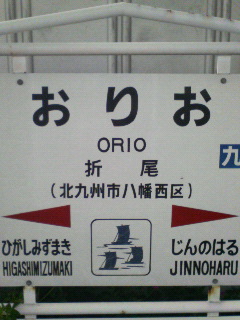 おりお
ORIO
折尾
(北九州市八幡西区)
九
ひがしみずまき
HIGASHIMIZUMAKI
じんのはる
JINNOHARU